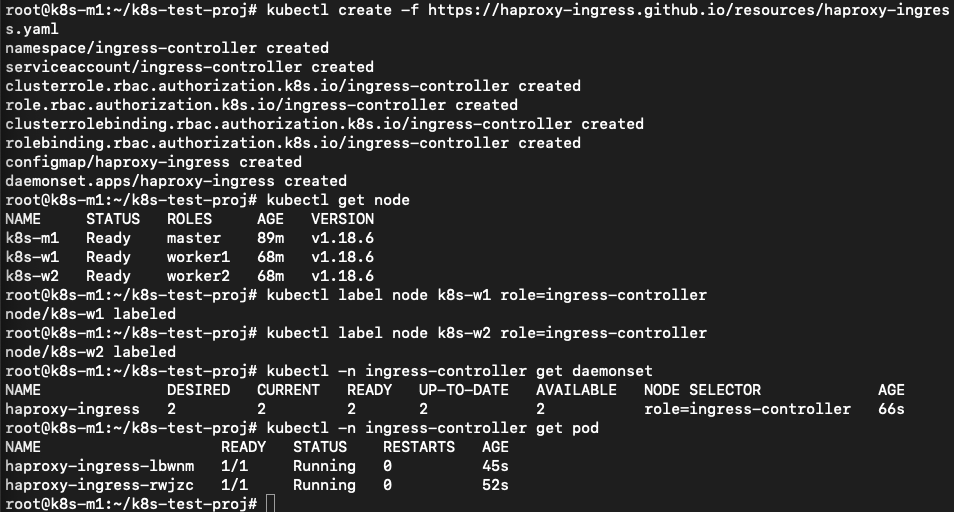 root@k8s-m1:~/k8s-test-proj# kubectl create -f https://haproxy-ingress.github.io/resources/haproxy-ingres
s.yaml
namespace/ingress-controller created
serviceaccount/ingress-controller created
clusterrole.rbac.authorization.k8s.io/ingress-controller created
role.rbac.authorization.k8s.io/ingress-controller created
clusterrolebinding.rbac.authorization.k8s.io/ingress-controller created
rolebinding.rbac.authorization.k8s.io/ingress-controller created
configmap/haproxy-ingress created
daemonset.apps/haproxy-ingress created
root@k8s-m1:~/k8s-test-proj# kubectl get node
NAME     STATUS   ROLES     AGE   VERSION
k8s-m1   Ready    master    89m   v1.18.6
k8s-w1   Ready    worker1   68m   v1.18.6
k8s-w2   Ready    worker2   68m   v1.18.6
root@k8s-m1:~/k8s-test-proj# kubectl label node k8s-w1 role=ingress-controller
node/k8s-w1 labeled
root@k8s-m1:~/k8s-test-proj# kubectl label node k8s-w2 role=ingress-controller
node/k8s-w2 labeled
root@k8s-m1:~/k8s-test-proj# kubectl -n ingress-controller get daemonset
NAME              DESIRED   CURRENT   READY   UP-TO-DATE   AVAILABLE   NODE SELECTOR             AGE
haproxy-ingress   2         2         2       2            2           role=ingress-controller   66s
root@k8s-m1:~/k8s-test-proj# kubectl -n ingress-controller get pod
NAME                    READY   STATUS    RESTARTS   AGE
haproxy-ingress-lbwnm   1/1     Running   0          45s
haproxy-ingress-rwjzc   1/1     Running   0          52s
root@k8s-m1:~/k8s-test-proj#